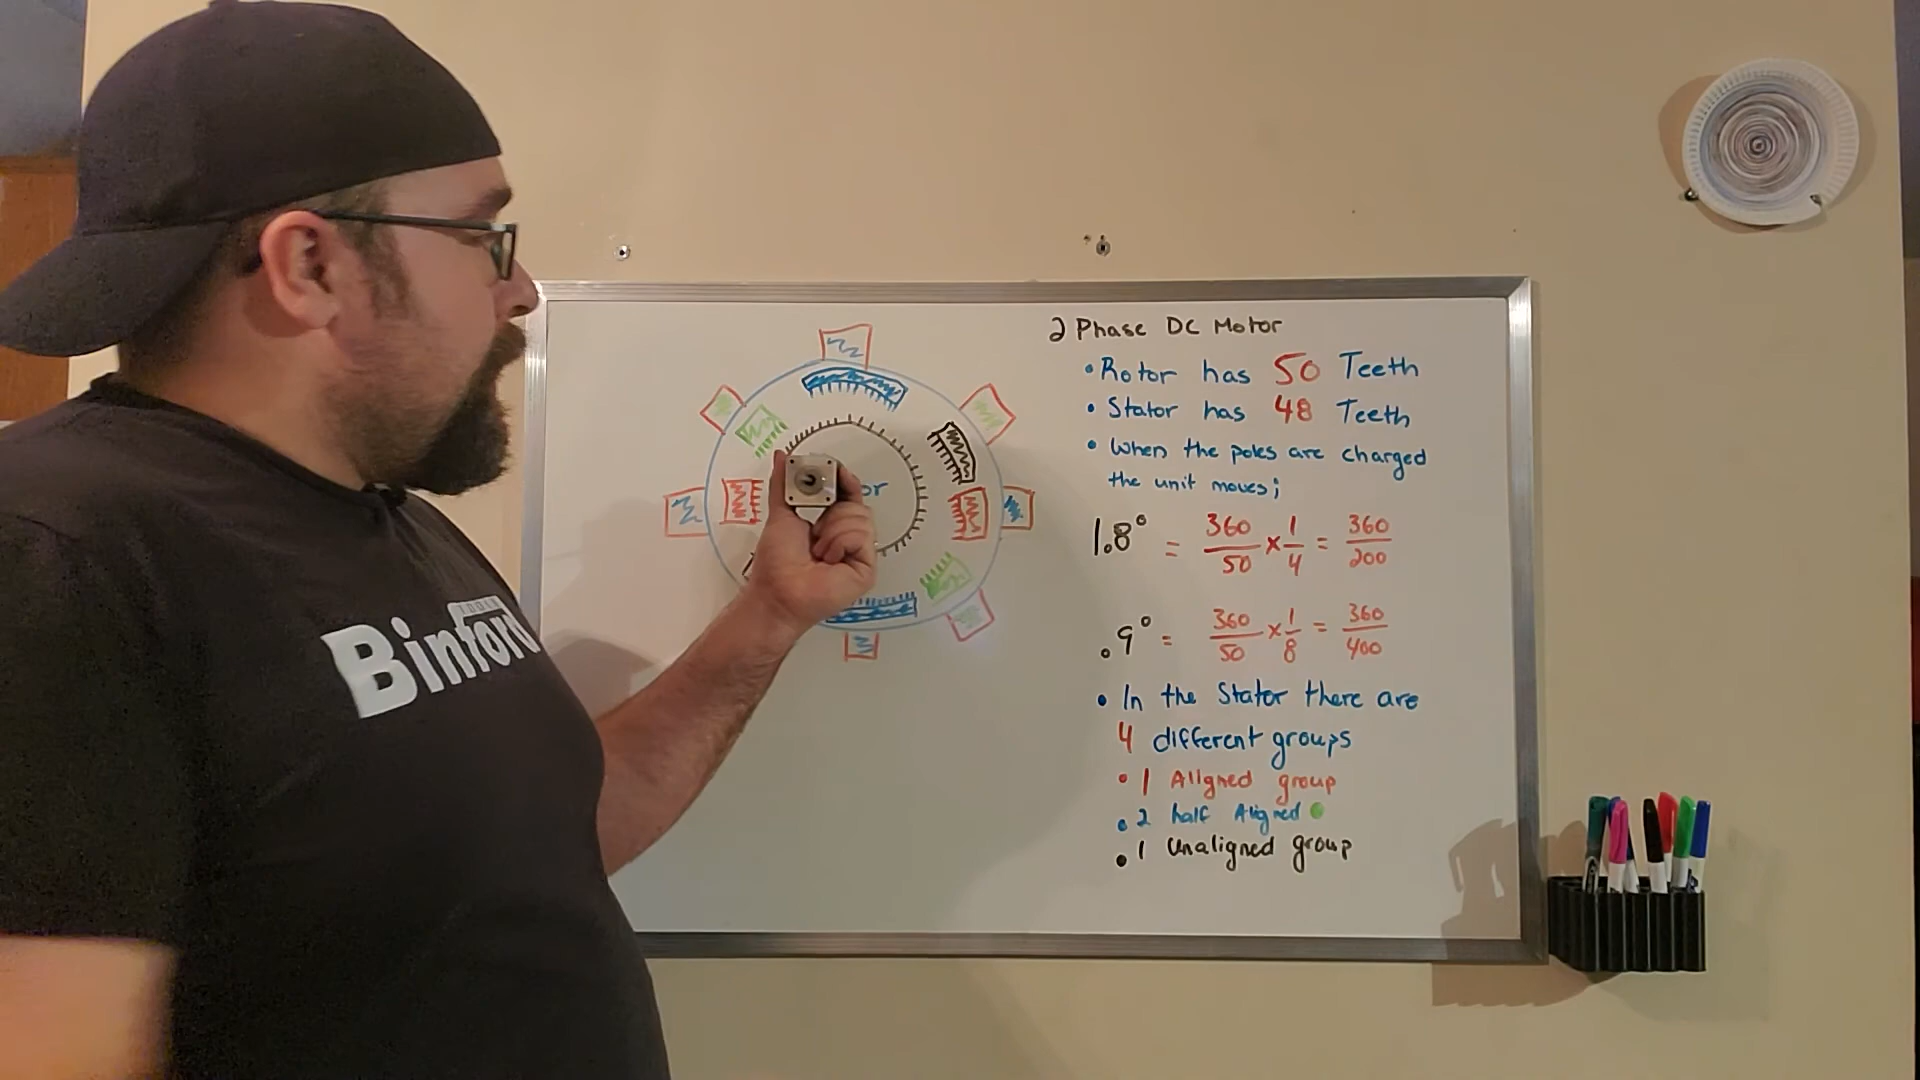 2 Phase DC Motor
• Rotor has 50 Teeth
• Stator has 48 Teeth
• When the poles are charged
the unit moves;
1.8° = 360/50 × 1/4 = 360/200
.9° = 360/50 × 1/8 = 360/400
• In the Stator there are
4 different groups
• 1 Aligned group
• 2 half Aligned
• 1 Unaligned group
or
TOOLS
Binford